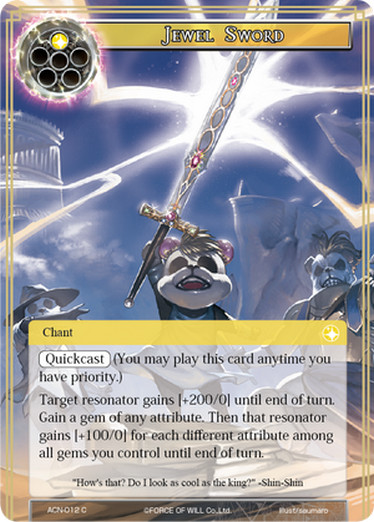 Jewel Sword
Chant
Quickcast (You may play this card anytime you
have priority.)
Target resonator gains [+200/0] until end of turn.
Gain a gem of any attribute. Then that resonator
gains [+100/0] for each different attribute among
all gems you control until end of turn.
"How's that? Do I look as cool as the king?" -Shin-Shin
ACN-012 C ©FORCE OF WILL Co.,Ltd. Illust/saumaro